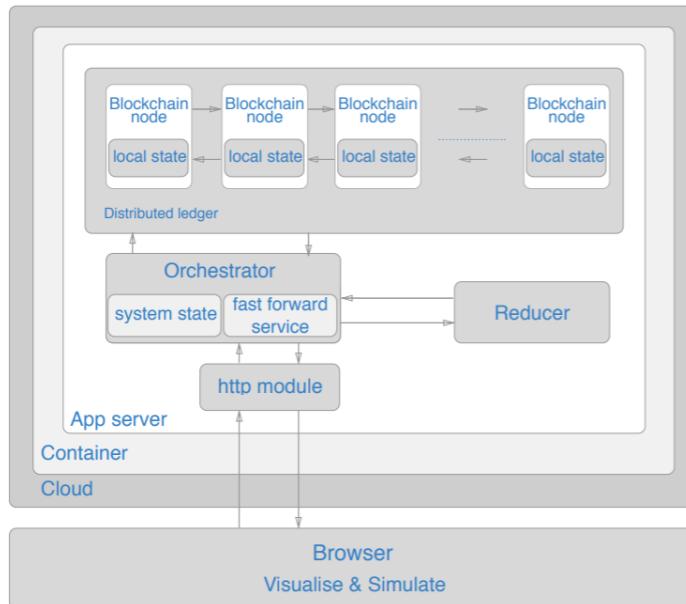 Blockchain
node
local state
Blockchain
node
local state
Blockchain
node
local state
Blockchain
node
local state
Distributed ledger
Orchestrator
system state
fast forward
service
Reducer
http module
App server
Container
Cloud
Browser
Visualise & Simulate